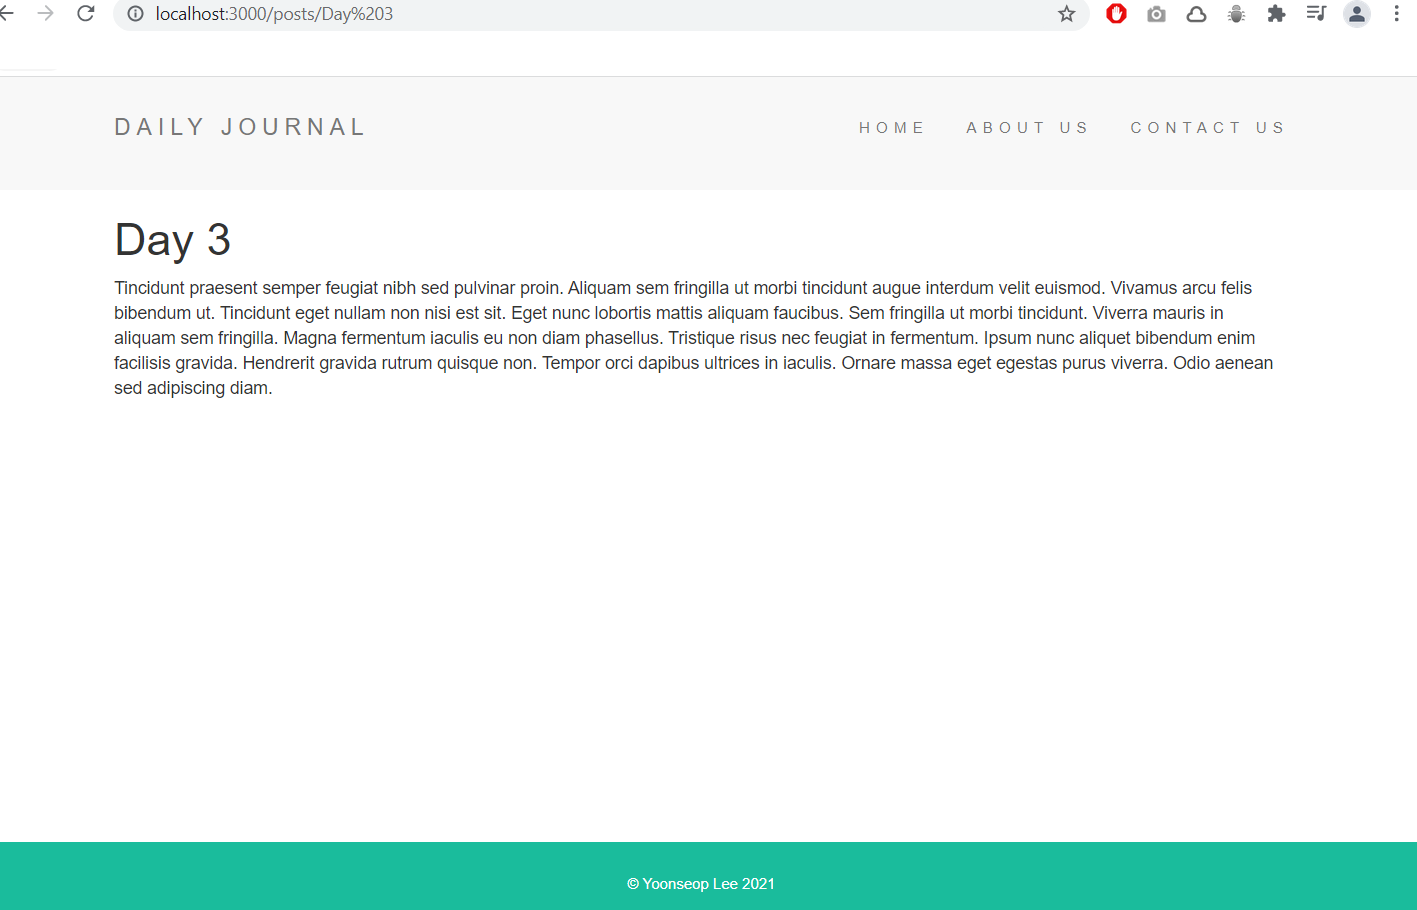 localhost:3000/posts/Day%203
DAILY JOURNAL
HOME ABOUT US CONTACT US
Day 3
Tincidunt praesent semper feugiat nibh sed pulvinar proin. Aliquam sem fringilla ut morbi tincidunt augue interdum velit euismod. Vivamus arcu felis
bibendum ut. Tincidunt eget nullam non nisi est sit. Eget nunc lobortis mattis aliquam faucibus. Sem fringilla ut morbi tincidunt. Viverra mauris in
aliquam sem fringilla. Magna fermentum iaculis eu non diam phasellus. Tristique risus nec feugiat in fermentum. Ipsum nunc aliquet bibendum enim
facilisis gravida. Hendrerit gravida rutrum quisque non. Tempor orci dapibus ultrices in iaculis. Ornare massa eget egestas purus viverra. Odio aenean
sed adipiscing diam.
© Yoonseop Lee 2021